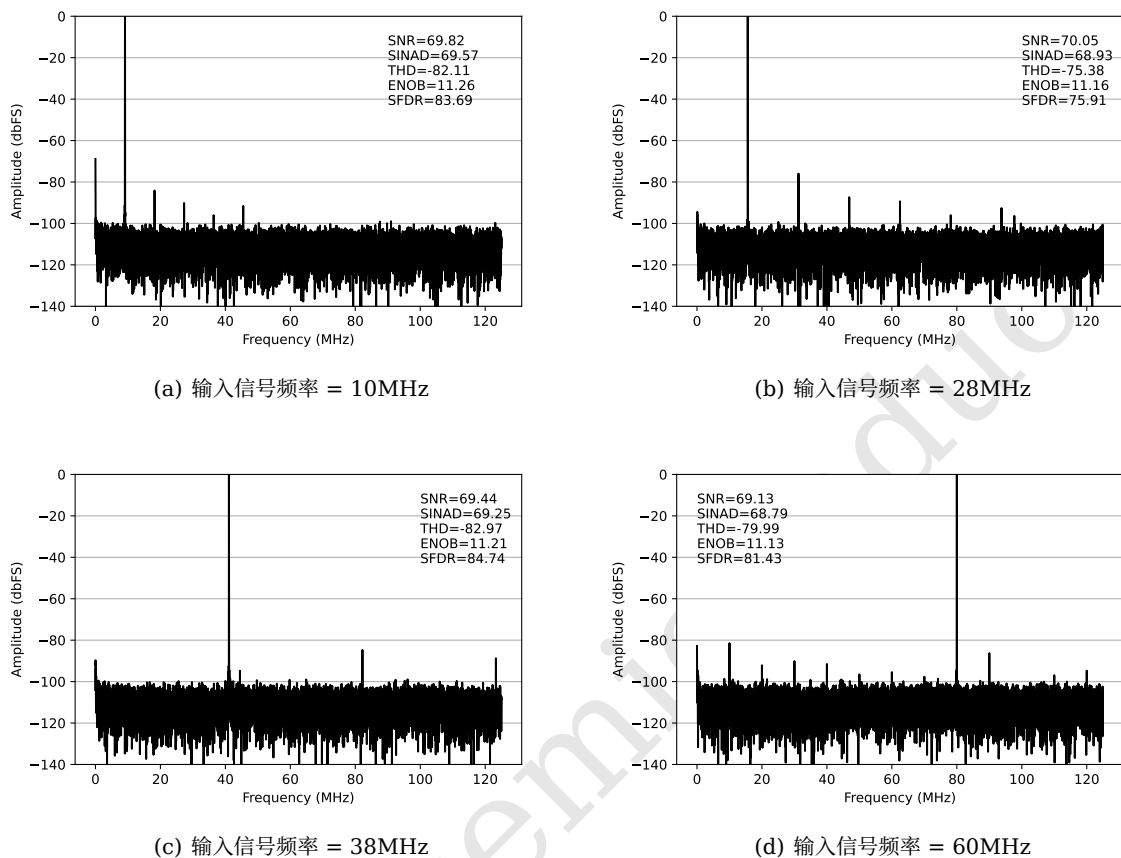 0
−20
−40
−60
−80
−100
−120
−140
Amplitude (dbFS)
SNR=69.82
SINAD=69.57
THD=-82.11
ENOB=11.26
SFDR=83.69
0 20 40 60 80 100 120
Frequency (MHz)
(a) 输入信号频率 = 10MHz
0
−20
−40
−60
−80
−100
−120
−140
Amplitude (dbFS)
SNR=70.05
SINAD=68.93
THD=-75.38
ENOB=11.16
SFDR=75.91
0 20 40 60 80 100 120
Frequency (MHz)
(b) 输入信号频率 = 28MHz
0
−20
−40
−60
−80
−100
−120
−140
Amplitude (dbFS)
SNR=69.44
SINAD=69.25
THD=-82.97
ENOB=11.21
SFDR=84.74
0 20 40 60 80 100 120
Frequency (MHz)
(c) 输入信号频率 = 38MHz
0
−20
−40
−60
−80
−100
−120
−140
Amplitude (dbFS)
SNR=69.13
SINAD=68.79
THD=-79.99
ENOB=11.13
SFDR=81.43
0 20 40 60 80 100 120
Frequency (MHz)
(d) 输入信号频率 = 60MHz